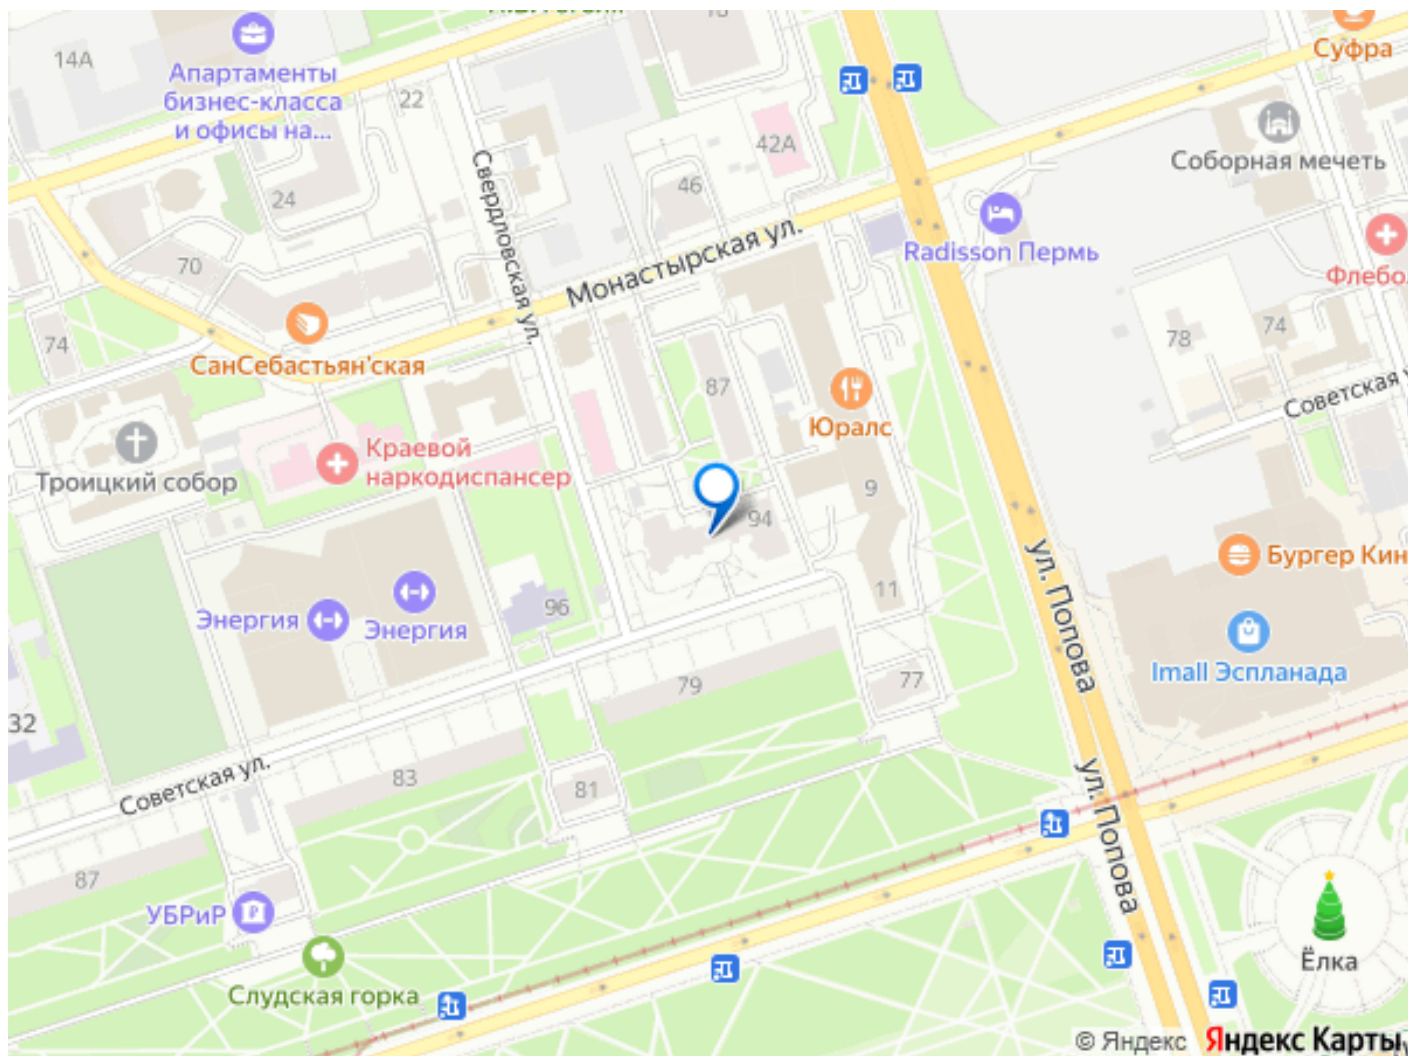 14А
Апартаменты
бизнес-класса
и офисы на...
22
42А
46
Суфра
Соборная мечеть
Radisson Пермь
Флебол
Свердловская ул.
Монастырская ул.
24
70
74
СанСебастьян'ская
87
78
74
Советская у
Юралс
Троицкий собор
Краевой
наркодиспансер
94
9
11
Бургер Кин
Энергия
Энергия
96
ул. Попова
Imall Эспланада
79
77
32
Советская ул.
83
81
ул. Попова
87
УБРиР
Слудская горка
Ёлка
© Яндекс Яндекс Карты